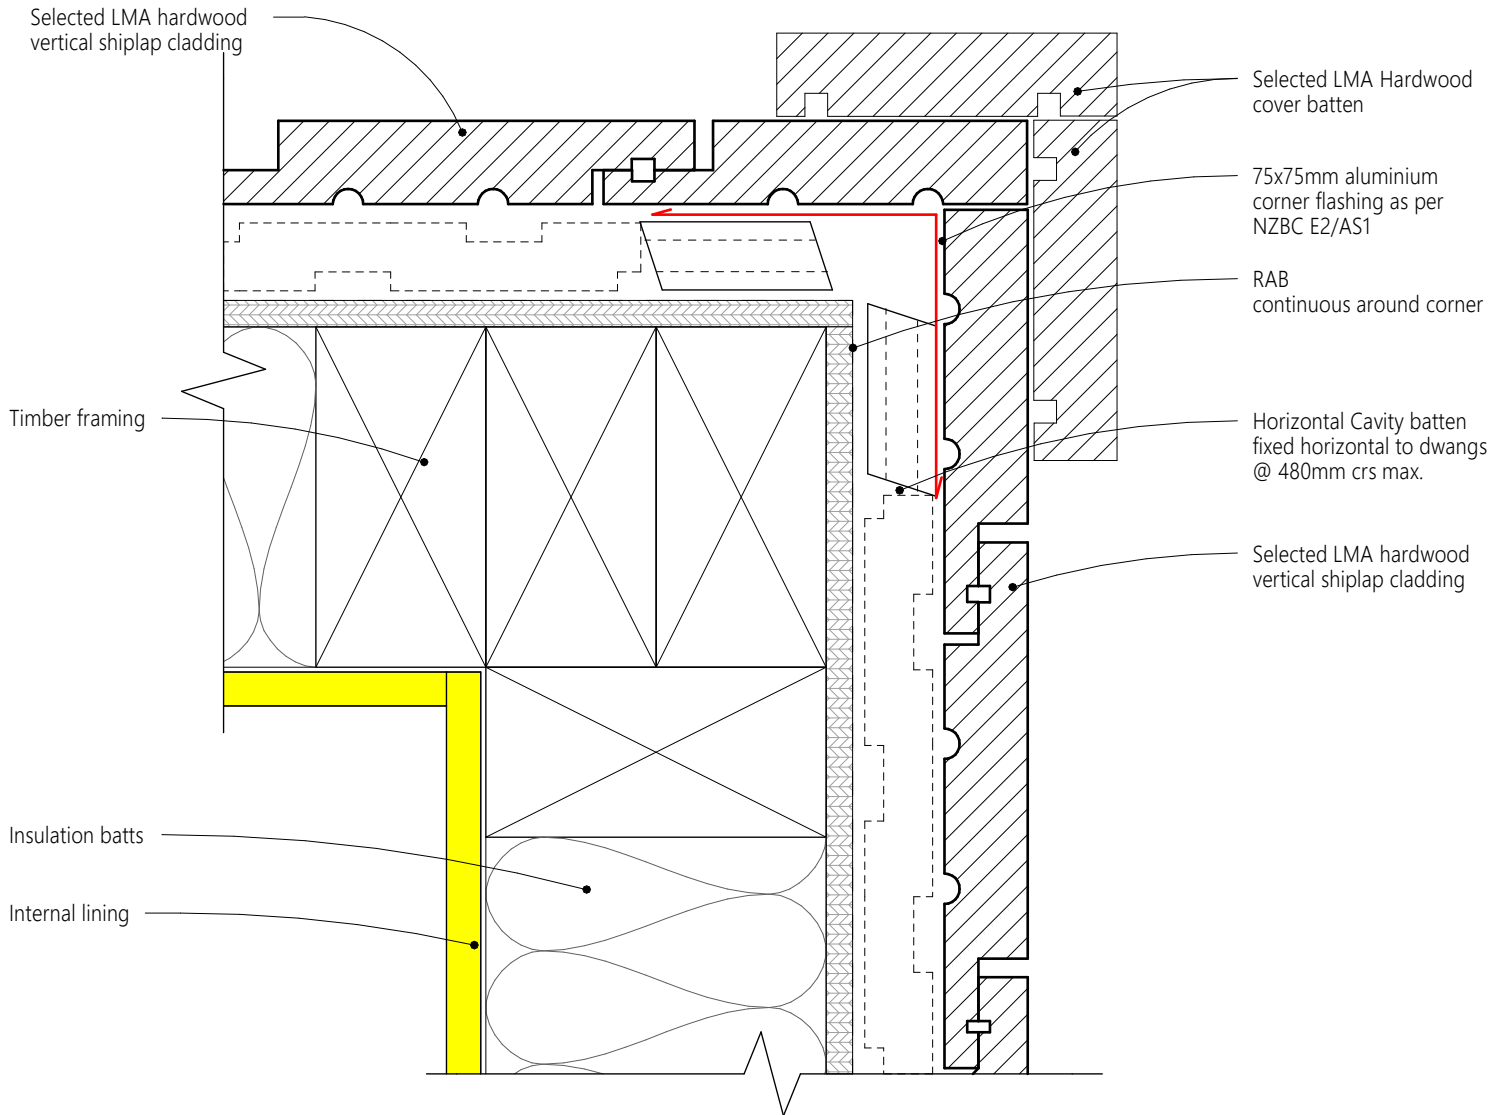 Selected LMA hardwood
vertical shiplap cladding
Selected LMA Hardwood
cover batten
75x75mm aluminium
corner flashing as per
NZBC E2/AS1
RAB
continuous around corner
Timber framing
Horizontal Cavity batten
fixed horizontal to dwangs
@ 480mm crs max.
Selected LMA hardwood
vertical shiplap cladding
Insulation batts
Internal lining